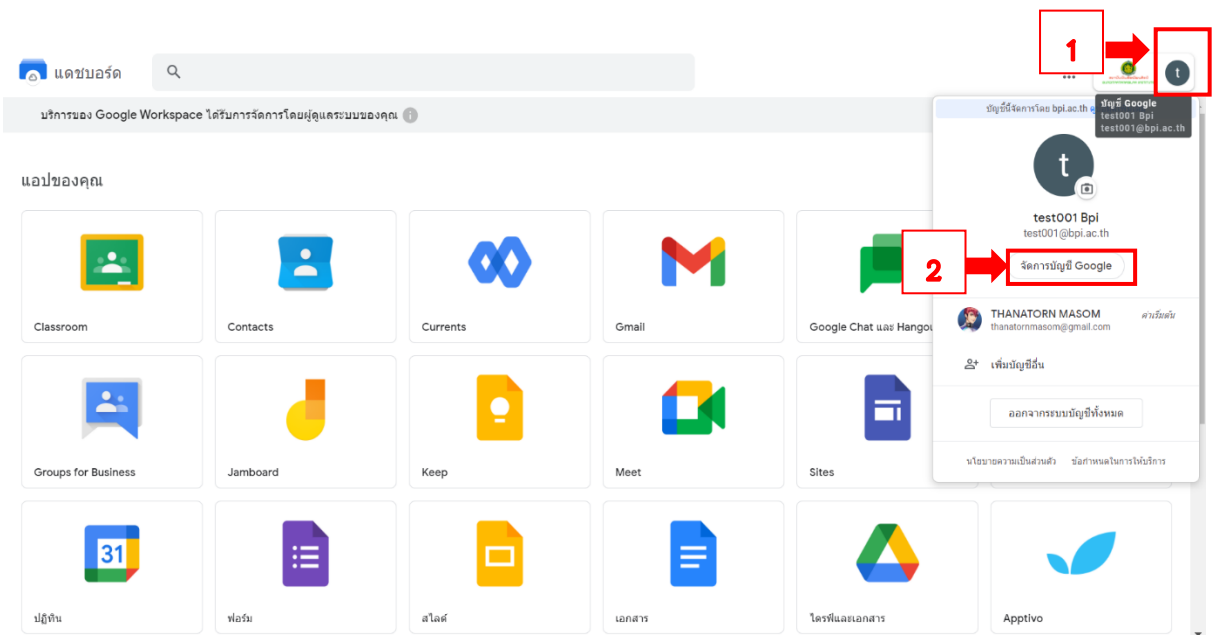 1
แดชบอร์ด
t
บริการของ Google Workspace ได้รับการจัดการโดยผู้ดูแลระบบของคุณ
บัญชีนี้จัดการโดย bpi.ac.th
บัญชี Google
test001 Bpi
test001@bpi.ac.th
t
test001 Bpi
test001@bpi.ac.th
2
จัดการบัญชี Google
THANATORN MASOM
ค่าเริ่มต้น
thanatornmasom@gmail.com
เพิ่มบัญชีอื่น
ออกจากระบบบัญชีทั้งหมด
นโยบายความเป็นส่วนตัว
ข้อกำหนดในการให้บริการ
แอปของคุณ
Classroom
Contacts
Currents
Gmail
Google Chat และ Hangou
Groups for Business
Jamboard
Keep
Meet
Sites
31
ปฏิทิน
ฟอร์ม
สไลด์
เอกสาร
ไดรฟ์และเอกสาร
Apptivo